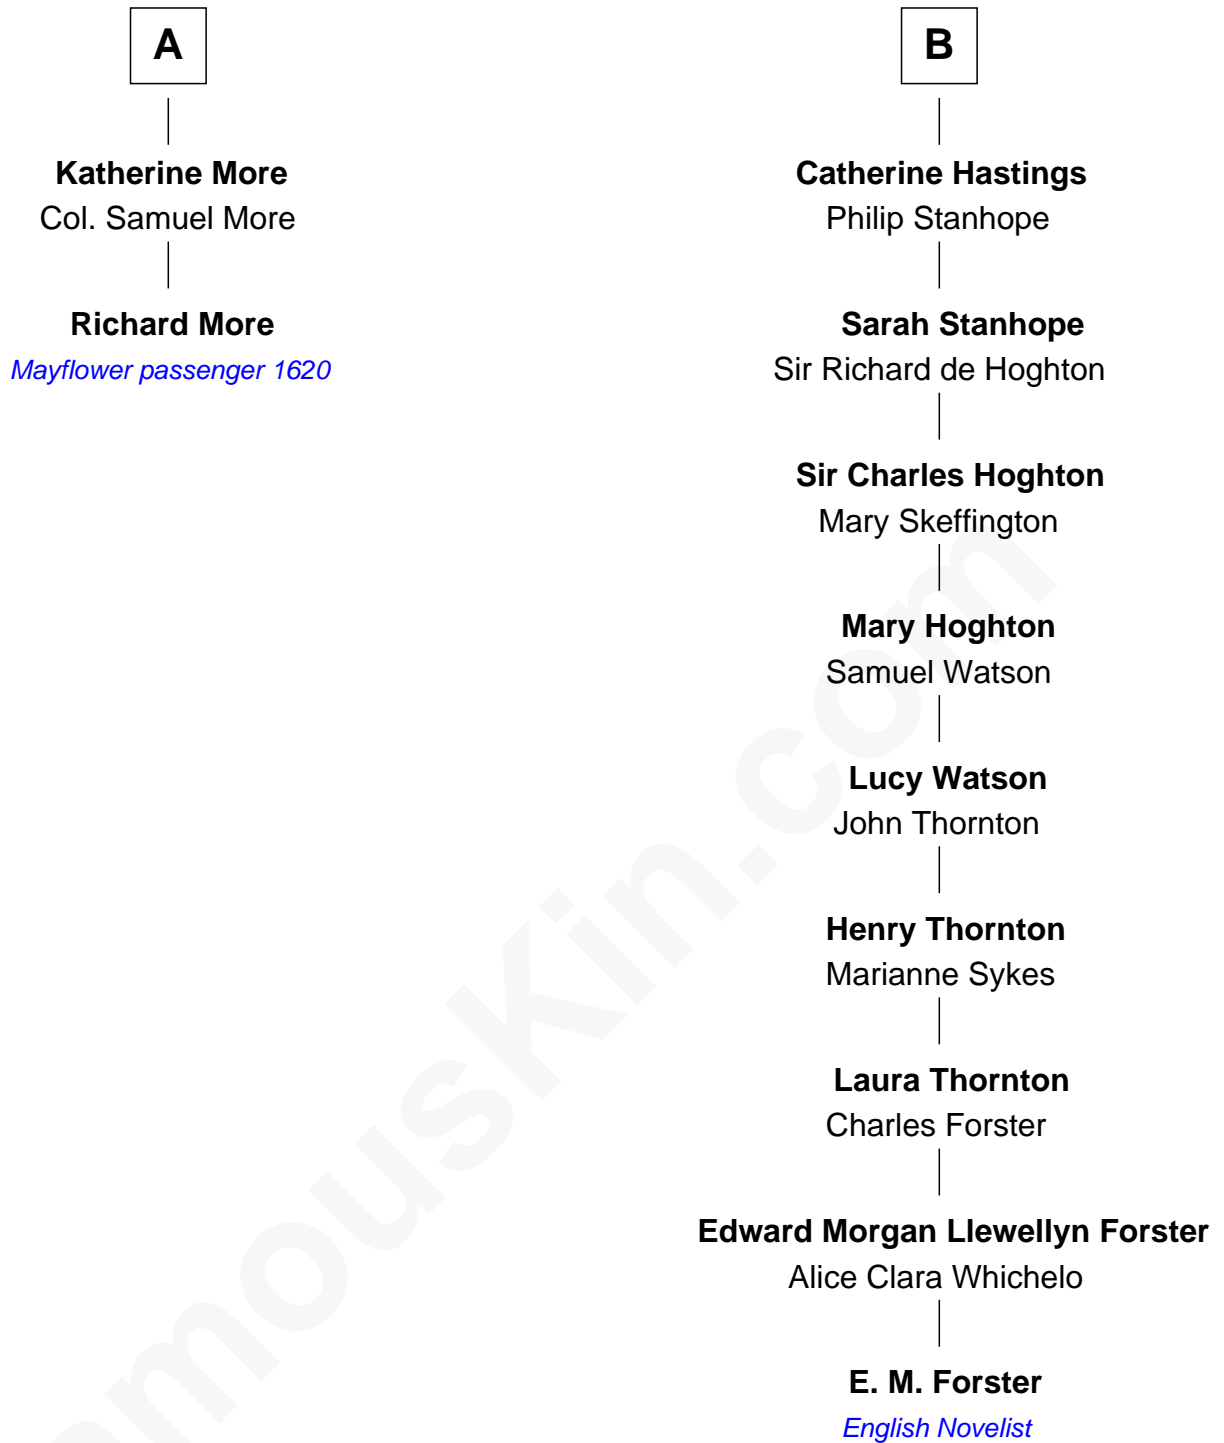 A
Katherine More
Col. Samuel More
Richard More
Mayflower passenger 1620
B
Catherine Hastings
Philip Stanhope
Sarah Stanhope
Sir Richard de Hoghton
Sir Charles Hoghton
Mary Skeffington
Mary Hoghton
Samuel Watson
Lucy Watson
John Thornton
Henry Thornton
Marianne Sykes
Laura Thornton
Charles Forster
Edward Morgan Llewellyn Forster
Alice Clara Whichelo
E. M. Forster
English Novelist
amouskin.com